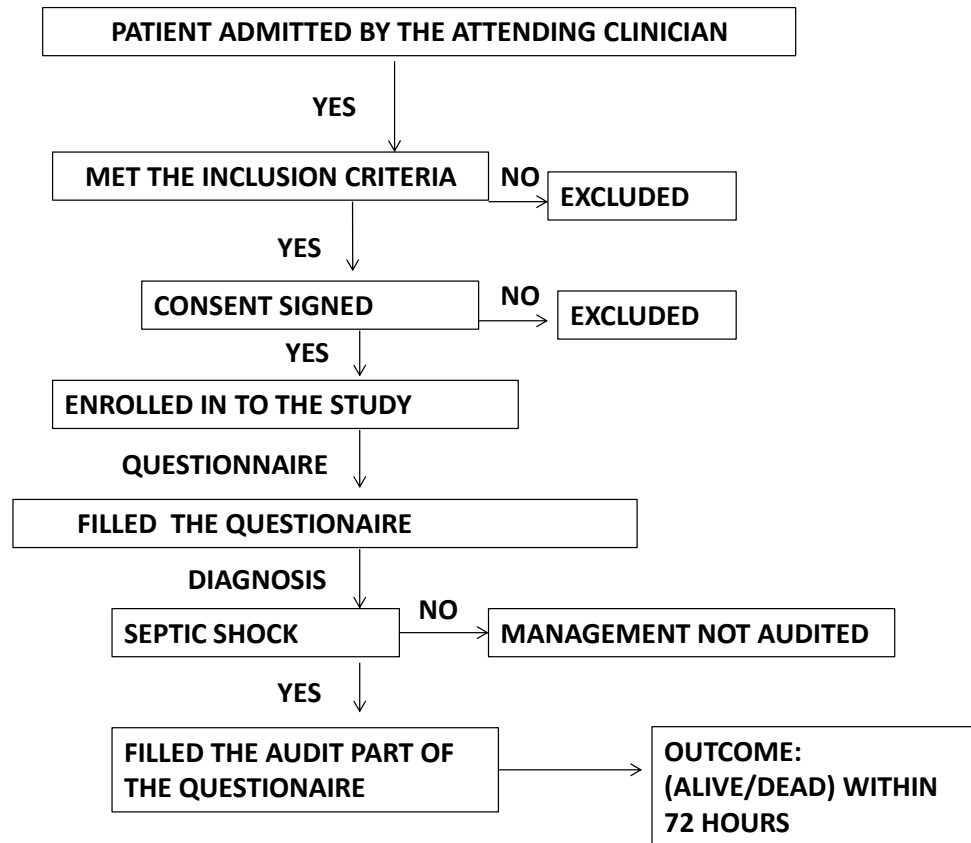 PATIENT ADMITTED BY THE ATTENDING CLINICIAN
YES
MET THE INCLUSION CRITERIA
NO
EXCLUDED
YES
CONSENT SIGNED
NO
EXCLUDED
YES
ENROLLED IN TO THE STUDY
QUESTIONNAIRE
FILLED THE QUESTIONAIRE
DIAGNOSIS
SEPTIC SHOCK
NO
MANAGEMENT NOT AUDITED
YES
FILLED THE AUDIT PART OF
THE QUESTIONAIRE
OUTCOME:
(ALIVE/DEAD) WITHIN
72 HOURS